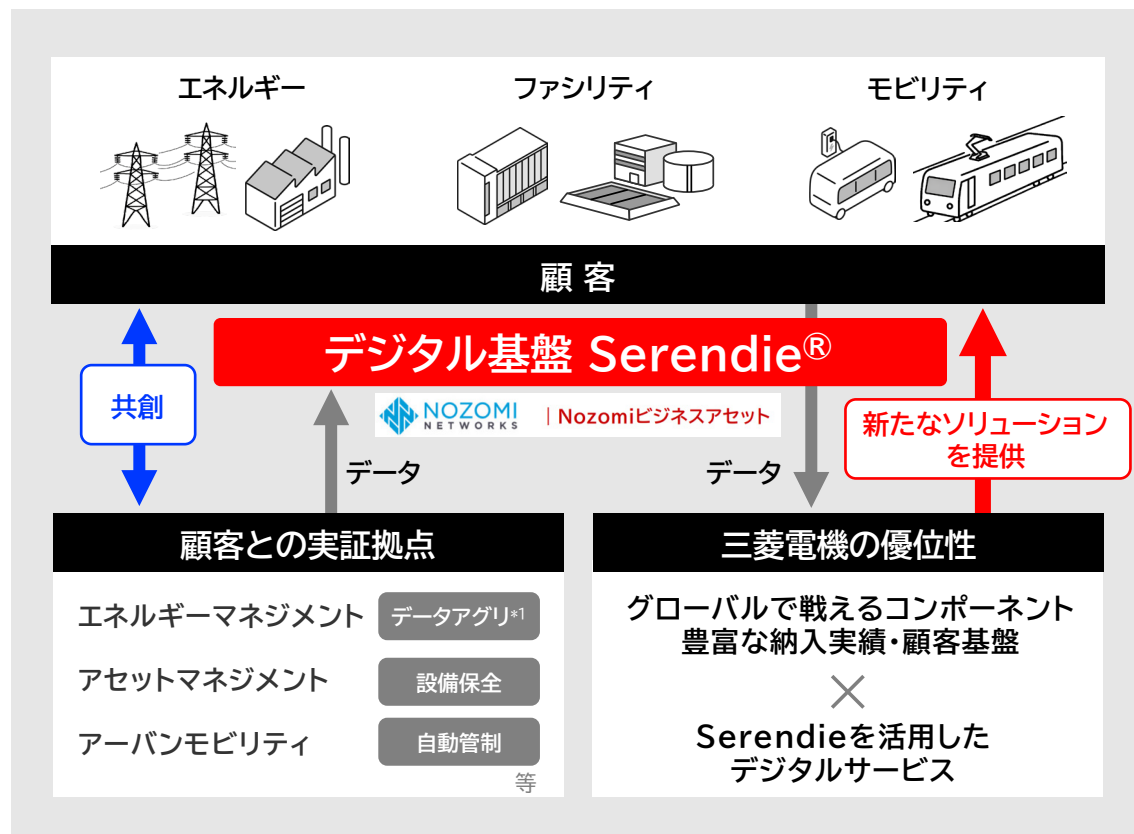 エネルギー
ファシリティ
モビリティ
顧客
デジタル基盤 Serendie®
共創
NOZOMI
NETWORKS
|Nozomiビジネスアセット
新たなソリューション
を提供
データ
データ
顧客との実証拠点
エネルギーマネジメント
データアグリ*1
アセットマネジメント
設備保全
アーバンモビリティ
自動管制
等
三菱電機の優位性
グローバルで戦えるコンポーネント
豊富な納入実績・顧客基盤
×
Serendieを活用した
デジタルサービス